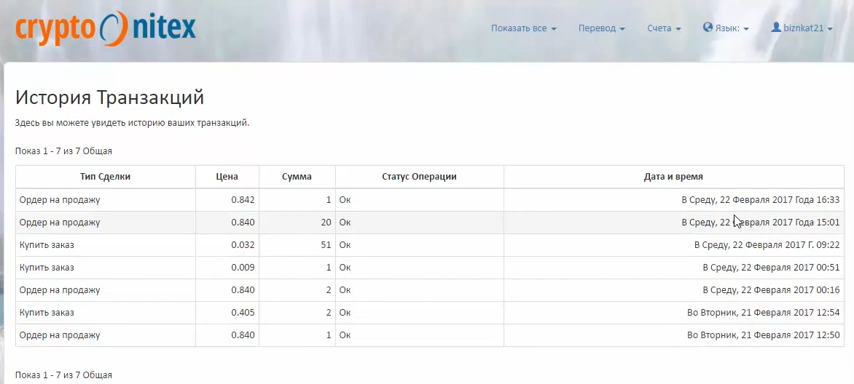 crypto nitex
Показать все Перевод Счета Язык: biznkat21
История Транзакций
Здесь вы можете увидеть историю ваших транзакций.
Показ 1 - 7 из 7 Общая
Тип Сделки Цена Сумма Статус Операции Дата и время
Ордер на продажу 0.842 1 Ок В Среду, 22 Февраля 2017 Года 16:33
Ордер на продажу 0.840 20 Ок В Среду, 22 Февраля 2017 Года 15:01
Купить заказ 0.032 51 Ок В Среду, 22 Февраля 2017 Г. 09:22
Купить заказ 0.009 1 Ок В Среду, 22 Февраля 2017 00:51
Ордер на продажу 0.840 2 Ок В Среду, 22 Февраля 2017 00:16
Купить заказ 0.405 2 Ок Во Вторник, 21 Февраля 2017 12:54
Ордер на продажу 0.840 1 Ок Во Вторник, 21 Февраля 2017 12:50
Показ 1 - 7 из 7 Общая